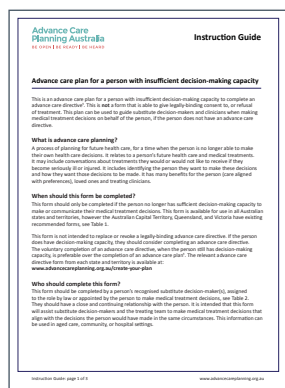 Advance Care
Planning Australia
BE OPEN | BE READY | BE HEARD
Instruction Guide
Advance care plan for a person with insufficient decision-making capacity
This is an advance care plan for a person with insufficient decision-making capacity to complete an
advance care directive¹. This is not a form that is able to give legally-binding consent to, or refusal
of treatment. This plan can be used to guide substitute decision-makers and clinicians when making
medical treatment decisions on behalf of the person, if the person does not have an advance care
directive.
What is advance care planning?
A process of planning for future health care, for a time when the person is no longer able to make
their own health care decisions. It relates to a person's future health care and medical treatments.
It may include conversations about treatments they would or would not like to receive if they
become seriously ill or injured. It includes identifying the person they want to make these decisions
and how they want those decisions to be made. It has many benefits for the person (care aligned
with preferences), loved ones and treating clinicians.
When should this form be completed?
This form should only be completed if the person no longer has sufficient decision-making capacity to
make or communicate their medical treatment decisions. This form is available for use in all Australian
states and territories, however the Australian Capital Territory, Queensland, and Victoria have existing
recommended forms, see Table 1.
This form is not intended to replace or revoke a legally-binding advance care directive. If the person
does have decision-making capacity, they should consider completing an advance care directive.
The voluntary completion of an advance care directive, when the person still has decision-making
capacity, is preferable over the completion of an advance care plan¹. The relevant advance care
directive form from each state and territory is available at:
www.advancecareplanning.org.au/create-your-plan
Who should complete this form?
This form should be completed by a person's recognised substitute decision-maker(s), assigned
to the role by law or appointed by the person to make medical treatment decisions, see Table 2.
They should have a close and continuing relationship with the person. It is intended that this form
will assist substitute decision-makers and the treating team to make medical treatment decisions that
align with the decisions the person would have made in the same circumstances. This information can
be used in aged care, community, or hospital settings.
Instruction Guide: page 1 of 3
www.advancecareplanning.org.au